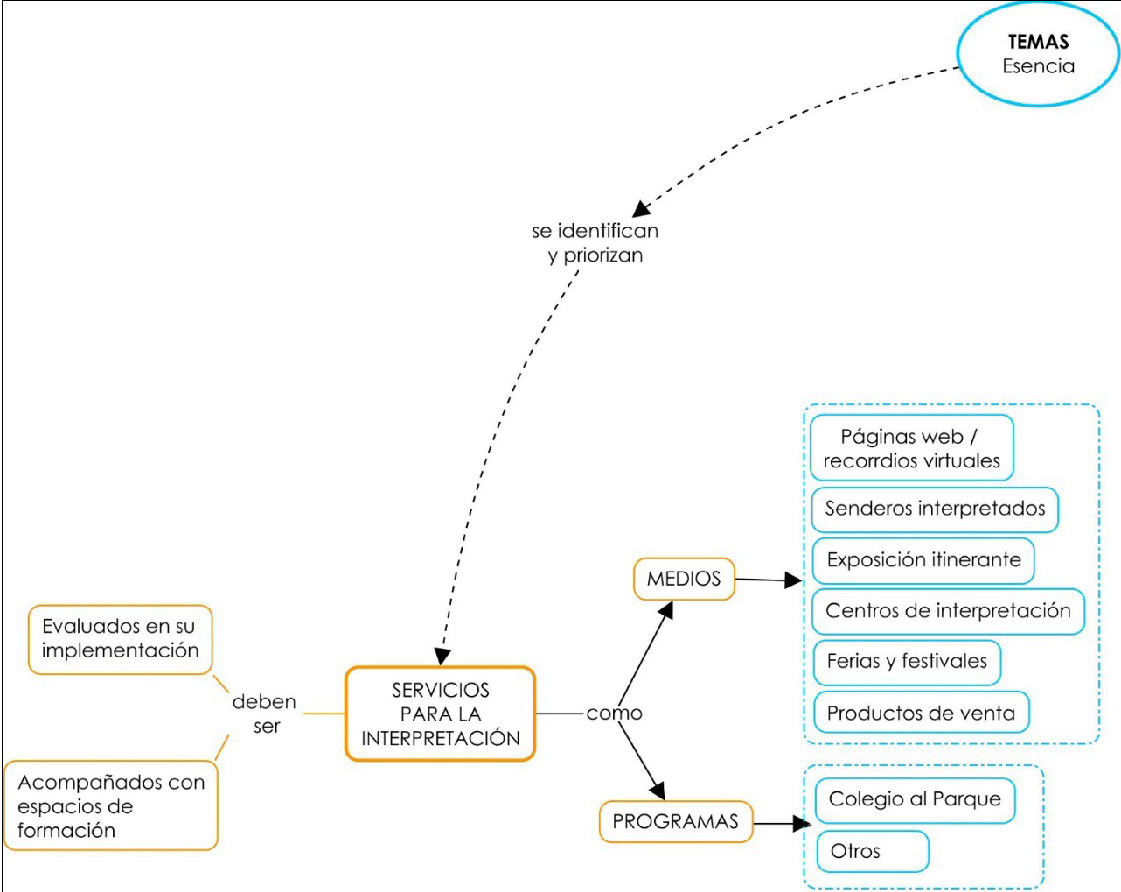 TEMAS
Esencia
se identifican
y priorizan
Páginas web /
recorrdios virtuales
Senderos interpretados
Exposición itinerante
MEDIOS
Centros de interpretación
Evaluados en su
implementación
Ferias y festivales
SERVICIOS
PARA LA
INTERPRETACIÓN
deben
ser
como
Productos de venta
Acompañados con
espacios de
formación
PROGRAMAS
Colegio al Parque
Otros